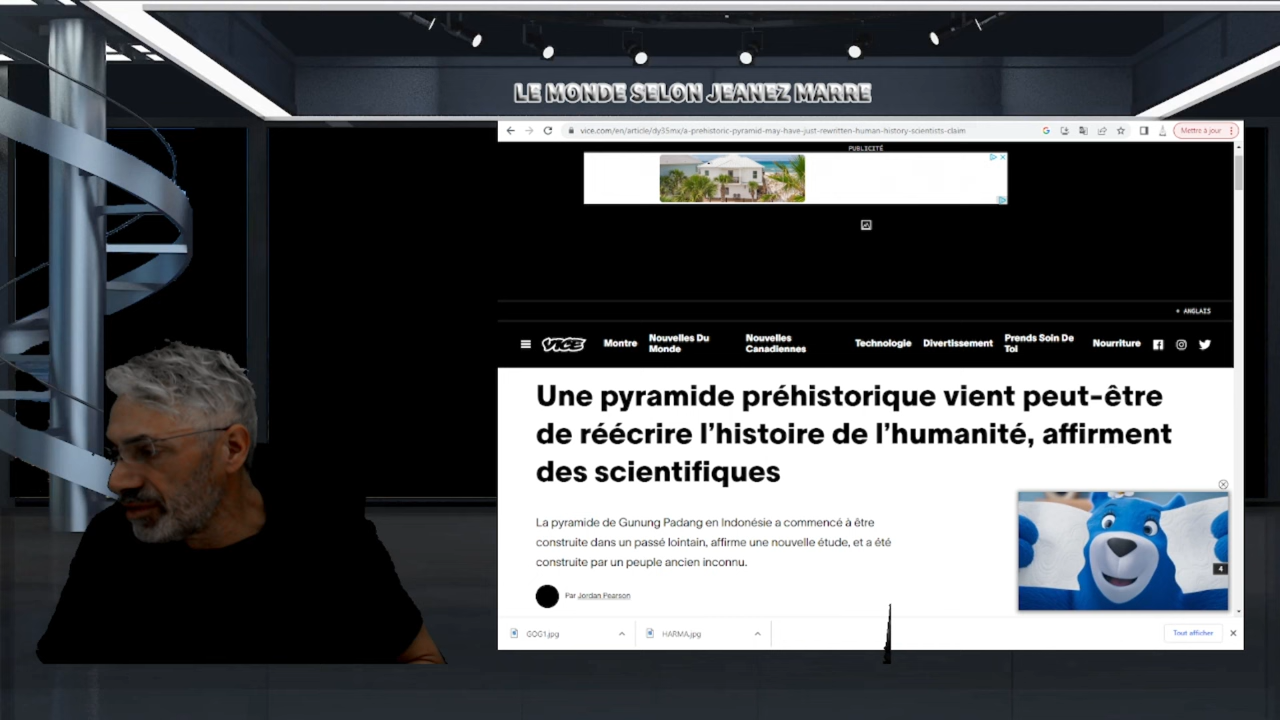 LE MONDE SELON JEANEZ MARRE
vice.com/en/article/dy35mx/a-prehistoric-pyramid-may-have-just-rewritten-human-history-scientists-claim
Mettre à jour
PUBLICITÉ
+ ANGLAIS
VICE Montre Nouvelles Du Monde Nouvelles Canadiennes Technologie Divertissement Prends Soin De Toi Nourriture
Une pyramide préhistorique vient peut-être
de réécrire l'histoire de l'humanité, affirment
des scientifiques
La pyramide de Gunung Padang en Indonésie a commencé à être
construite dans un passé lointain, affirme une nouvelle étude, et a été
construite par un peuple ancien inconnu.
4
Par Jordan Pearson
GOG1.jpg HARMA.jpg Tout afficher